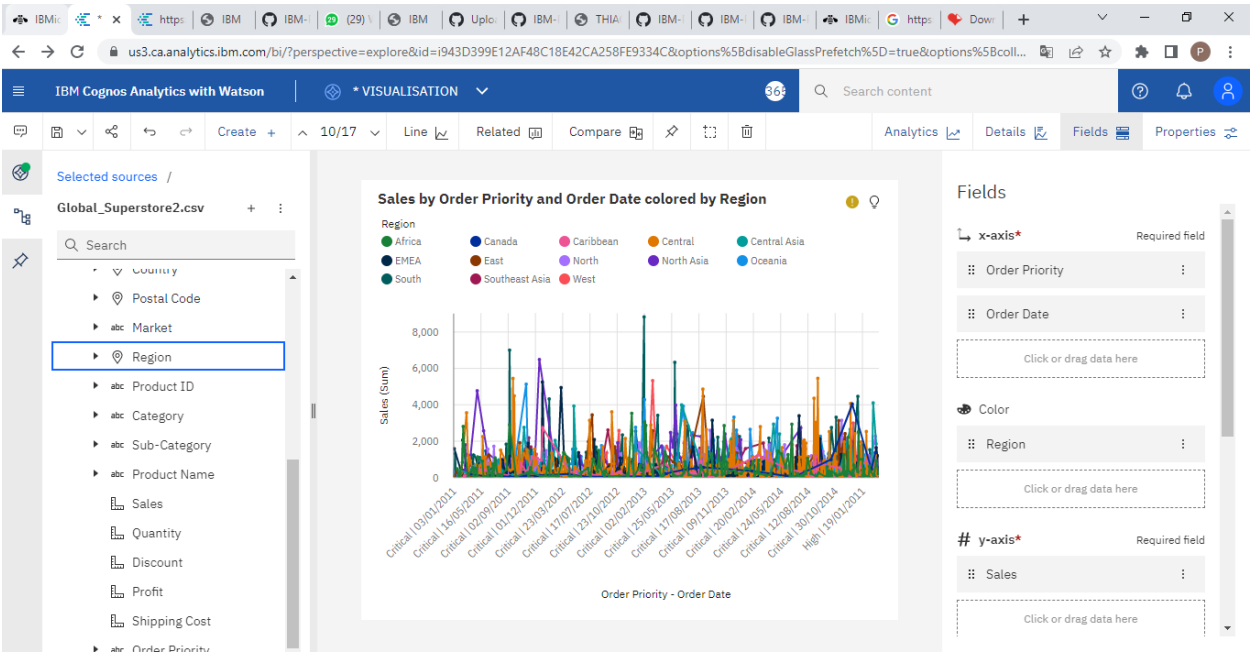 IBMic * https IBM IBM-I (29) W IBM Uploa IBM- THIA IBM-I IBM-I IBM-I IBMic https Down
us3.ca.analytics.ibm.com/bi/?perspective=explore&id=i943D399E12AF48C18E42CA258FE9334C&options%5BdisableGlassPrefetch%5D=true&options%5Bcoll... P
IBM Cognos Analytics with Watson * VISUALISATION Search content
Create + 10/17 Line Related Compare Analytics Details Fields Properties
Selected sources /
Global_Superstore2.csv
Search
Country
Postal Code
abc Market
Region
abc Product ID
abc Category
abc Sub-Category
abc Product Name
Sales
Quantity
Discount
Profit
Shipping Cost
abc Order Priority
Sales by Order Priority and Order Date colored by Region
Region
Africa Canada Caribbean Central Central Asia
EMEA East North North Asia Oceania
South Southeast Asia West
Sales (Sum)
8,000
6,000
4,000
2,000
0
Critical | 03/01/2011
Critical | 16/05/2011
Critical | 02/09/2011
Critical | 01/12/2011
Critical | 23/03/2012
Critical | 17/07/2012
Critical | 23/10/2012
Critical | 02/02/2013
Critical | 25/05/2013
Critical | 17/08/2013
Critical | 09/11/2013
Critical | 20/02/2014
Critical | 24/05/2014
Critical | 12/08/2014
Critical | 30/10/2014
High | 19/01/2011
Order Priority - Order Date
Fields
x-axis* Required field
Order Priority
Order Date
Click or drag data here
Color
Region
Click or drag data here
# y-axis* Required field
Sales
Click or drag data here